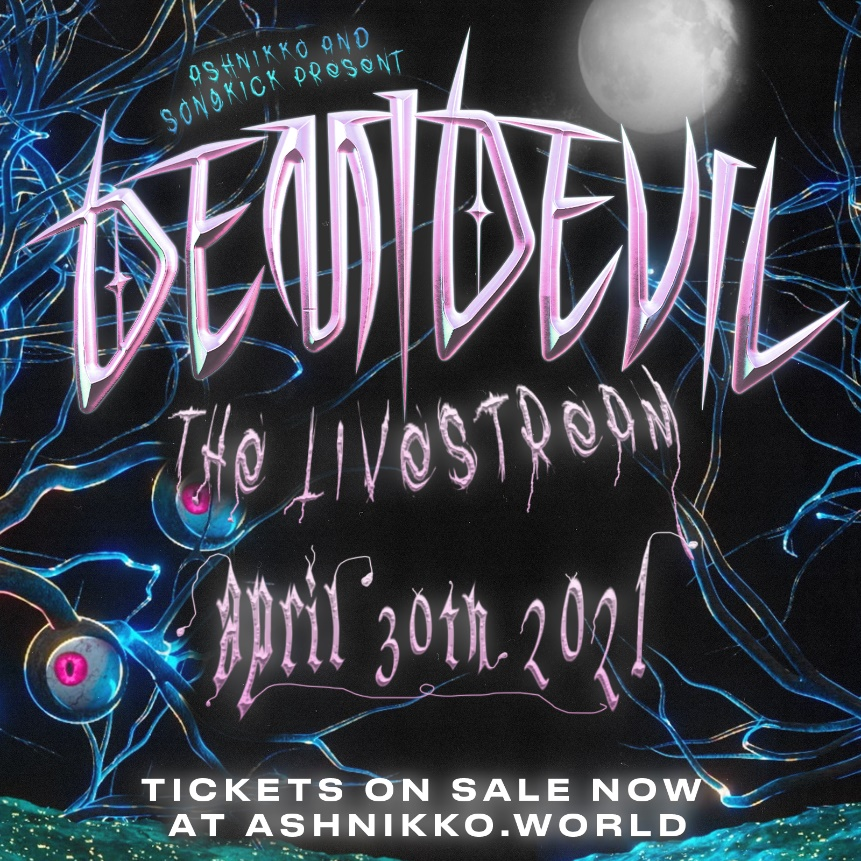 ASHNIKKO AND
SONGKICK PRESENT
DEMIDEVIL
THE LIVESTREAM
April 30th 2021
TICKETS ON SALE NOW
AT ASHNIKKO.WORLD